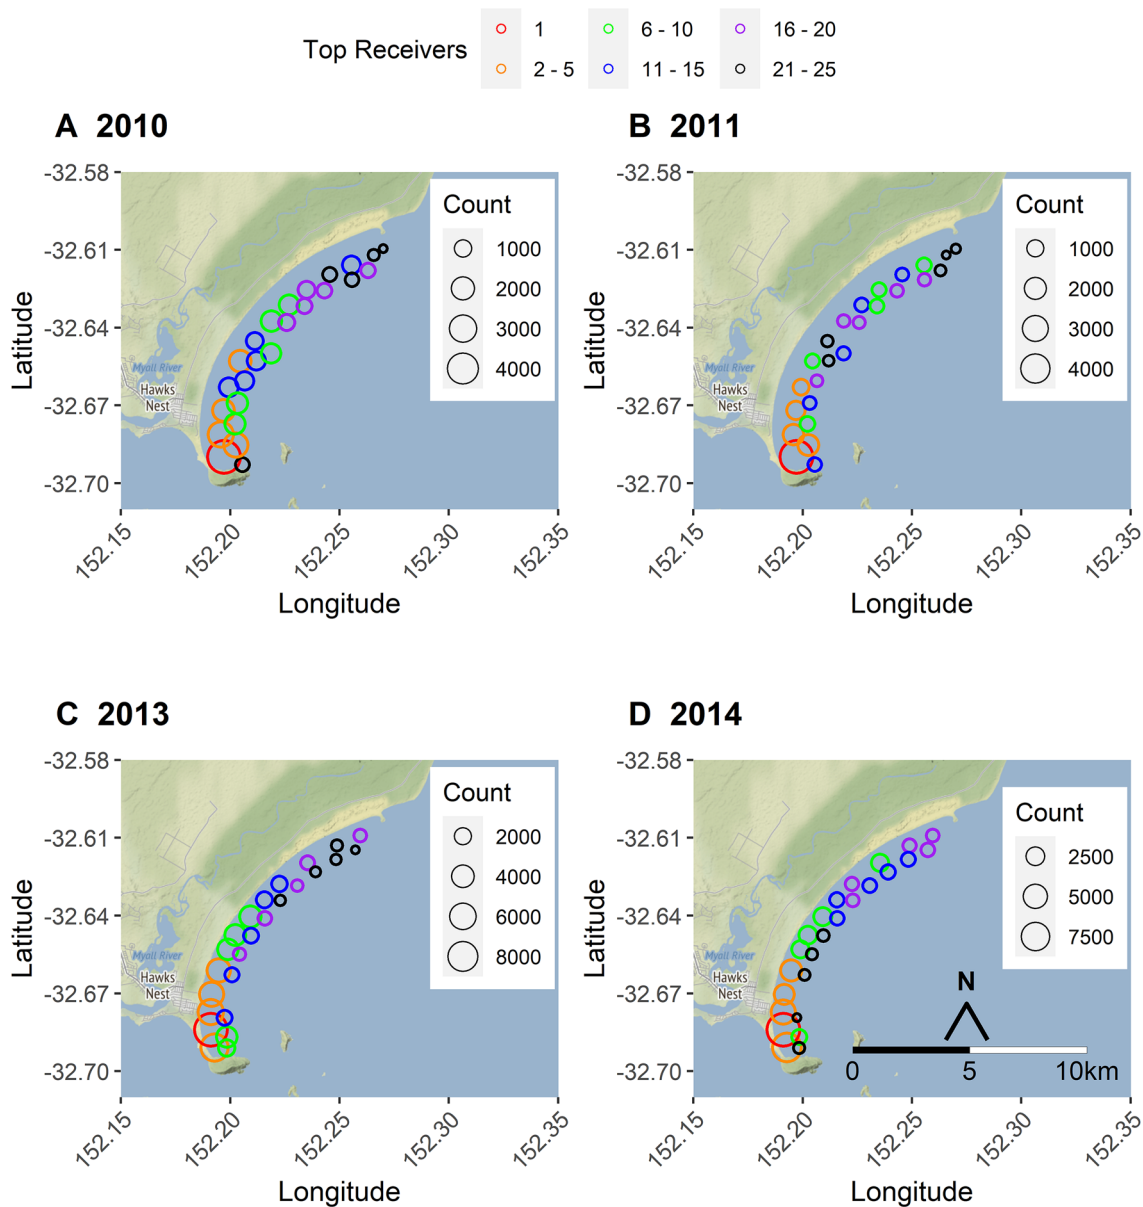 Top Receivers
1
6 - 10
16 - 20
2 - 5
11 - 15
21 - 25
A 2010
B 2011
-32.58
-32.61
-32.64
-32.67
-32.70
Latitude
Count
1000
2000
3000
4000
Myall River
Hawks
Nest
152.15
152.20
152.25
152.30
152.35
Longitude
-32.58
-32.61
-32.64
-32.67
-32.70
Latitude
Count
1000
2000
3000
4000
Myall River
Hawks
Nest
152.15
152.20
152.25
152.30
152.35
Longitude
C 2013
D 2014
-32.58
-32.61
-32.64
-32.67
-32.70
Latitude
Count
2000
4000
6000
8000
Myall River
Hawks
Nest
152.15
152.20
152.25
152.30
152.35
Longitude
-32.58
-32.61
-32.64
-32.67
-32.70
Latitude
Count
2500
5000
7500
Myall River
Hawks
Nest
N
0
5
10km
152.15
152.20
152.25
152.30
152.35
Longitude